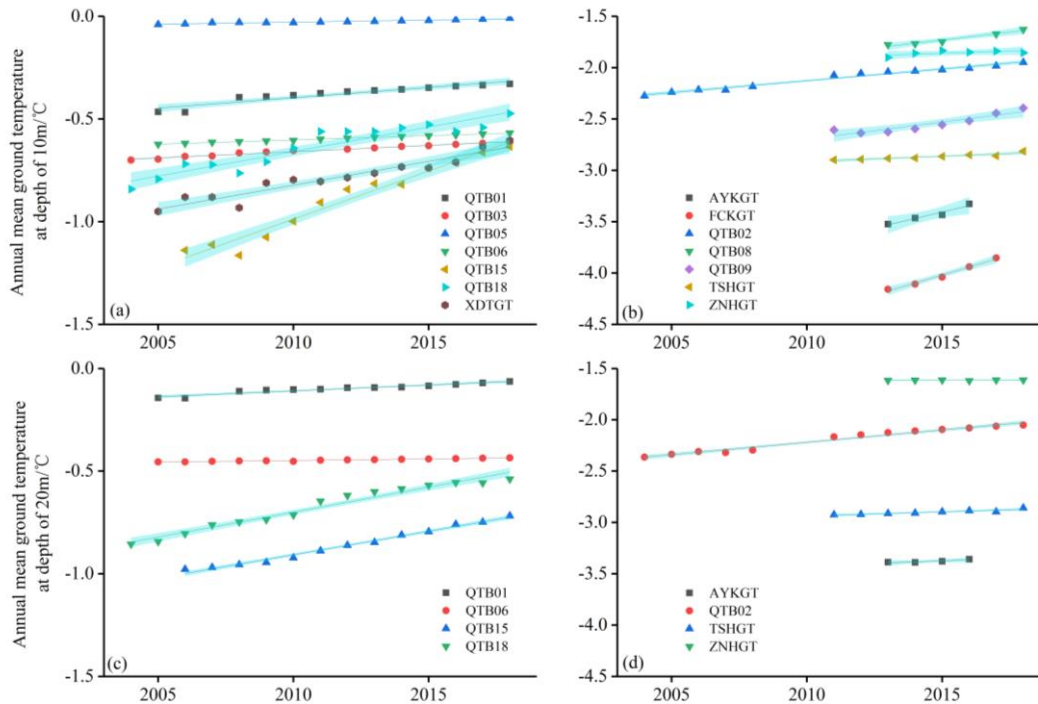 Annual mean ground temperature
at depth of 10m/℃
0.0
-0.5
-1.0
-1.5
(a)
QTB01
QTB03
QTB05
QTB06
QTB15
QTB18
XDTGT
2005 2010 2015
-1.5
-2.0
-2.5
-3.0
-3.5
-4.0
-4.5
(b)
AYKGT
FCKGT
QTB02
QTB08
QTB09
TSHGT
ZNHGT
2005 2010 2015
Annual mean ground temperature
at depth of 20m/℃
0.0
-0.5
-1.0
-1.5
(c)
QTB01
QTB06
QTB15
QTB18
2005 2010 2015
-1.5
-2.0
-2.5
-3.0
-3.5
-4.0
-4.5
(d)
AYKGT
QTB02
TSHGT
ZNHGT
2005 2010 2015